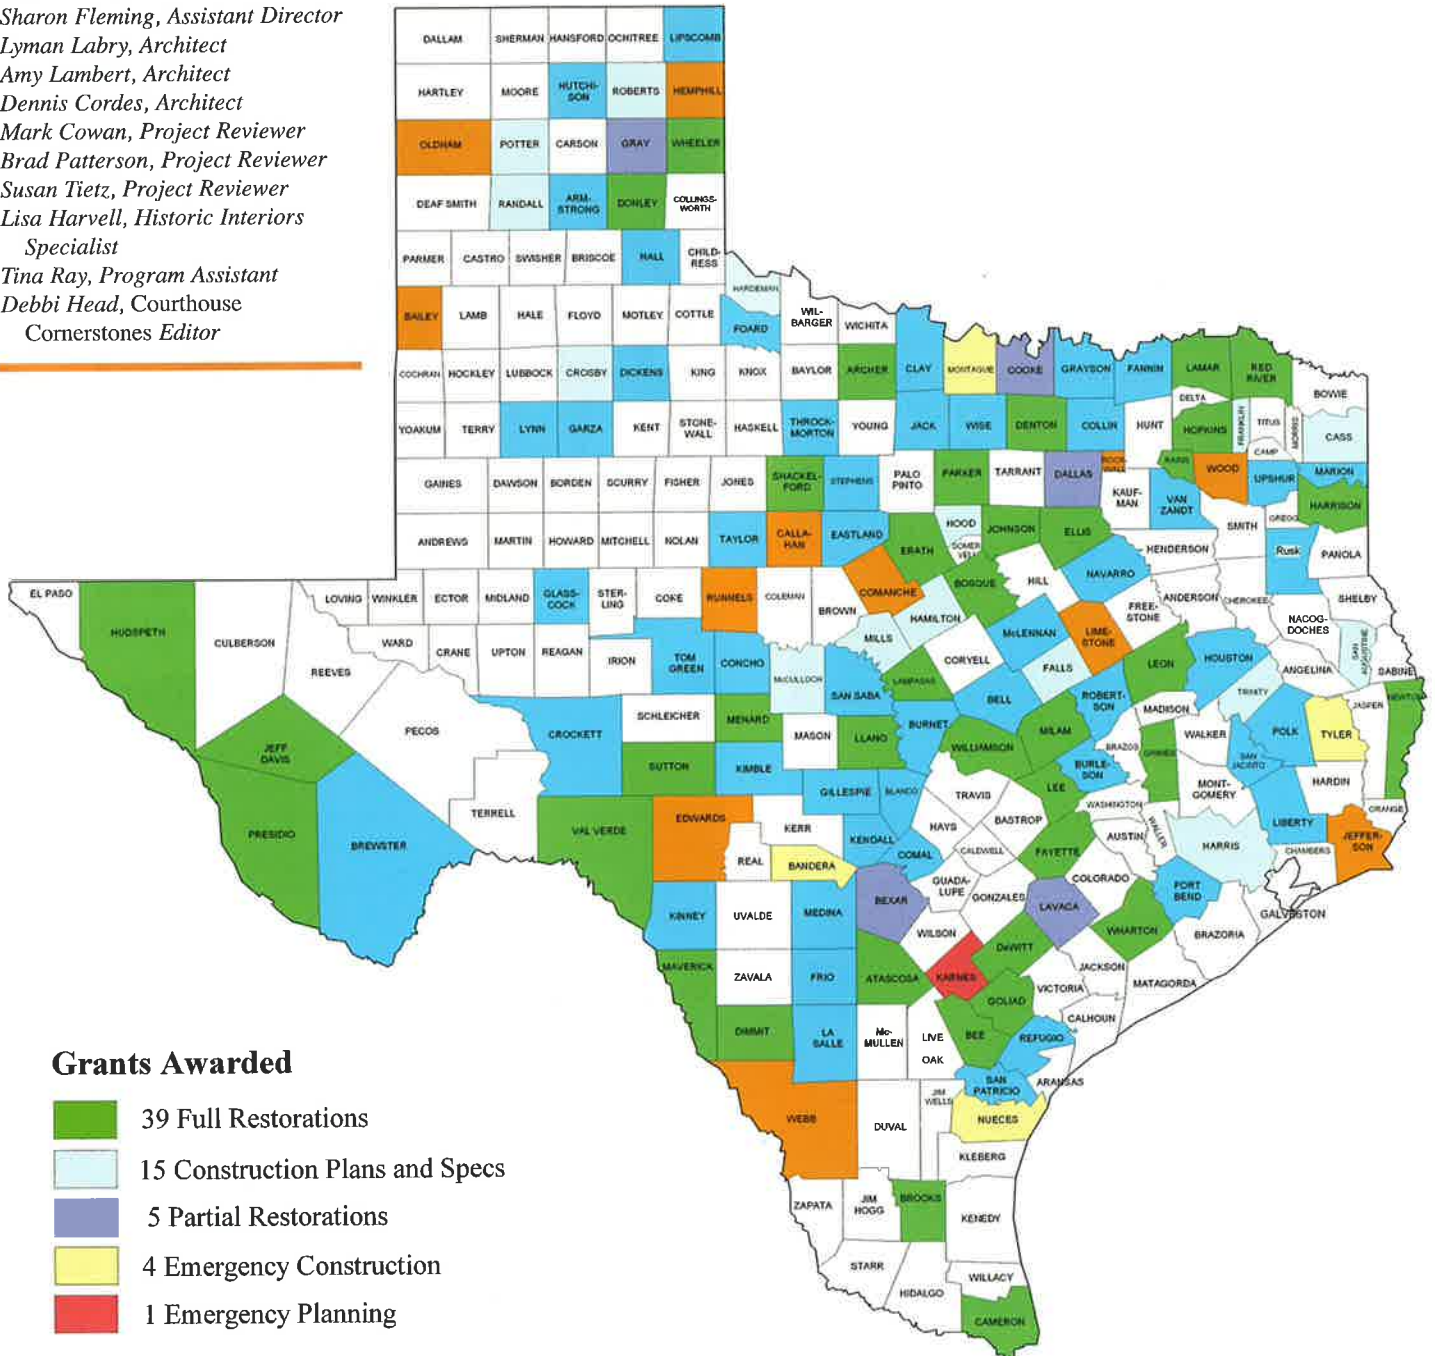 Sharon Fleming, Assistant Director
Lyman Labry, Architect
Amy Lambert, Architect
Dennis Cordes, Architect
Mark Cowan, Project Reviewer
Brad Patterson, Project Reviewer
Susan Tietz, Project Reviewer
Lisa Harvell, Historic Interiors
Specialist
Tina Ray, Program Assistant
Debbi Head, Courthouse
Cornerstones Editor
DALLAM SHERMAN HANSFORD OCHITREE LIPSCOMB
HARTLEY MOORE HUTCHI-
SON ROBERTS HEMPHILL
OLDHAM POTTER CARSON GRAY WHEELER
DEAF SMITH RANDALL ARM-
STRONG DONLEY COLLINGS-
WORTH
PARMER CASTRO SWISHER BRISCOE HALL CHILD-
RESS
HARDEMAN
BAILEY LAMB HALE FLOYD MOTLEY COTTLE FOARD WIL-
BARGER WICHITA
COCHRAN HOCKLEY LUBBOCK CROSBY DICKENS KING KNOX BAYLOR ARCHER CLAY MONTAGUE COOKE GRAYSON FANNIN LAMAR RED
RIVER BOWIE
DELTA
YOAKUM TERRY LYNN GARZA KENT STONE-
WALL HASKELL THROCK-
MORTON YOUNG JACK WISE DENTON COLLIN HUNT HOPKINS FRANKLIN TITUS MORRIS CASS
CAMP
GAINES DAWSON BORDEN SCURRY FISHER JONES SHACKEL-
FORD STEPHENS PALO
PINTO PARKER TARRANT DALLAS ROCK-
WALL KAUF-
MAN RAINS VAN
ZANDT WOOD UPSHUR MARION
HARRISON
GREGG
ANDREWS MARTIN HOWARD MITCHELL NOLAN TAYLOR CALLA-
HAN EASTLAND ERATH HOOD SOMER
VELL JOHNSON ELLIS HENDERSON SMITH Rusk PANOLA
EL PASO HUDSPETH CULBERSON REEVES LOVING WINKLER ECTOR MIDLAND GLASS-
COCK STER-
LING COKE RUNNELS COLEMAN BROWN COMANCHE BOSQUE HILL NAVARRO FREE-
STONE ANDERSON CHEROKEE NACOG-
DOCHES SHELBY
WARD CRANE UPTON REAGAN IRION TOM
GREEN CONCHO McCULLOCH MILLS HAMILTON CORYELL McLENNAN FALLS LIME-
STONE LEON HOUSTON TRINITY ANGELINA SAN
AUGUSTINE SABINE
SAN SABA LAMPASAS BELL ROBERT-
SON MADISON WALKER POLK TYLER JASPER NEWTON
JEFF
DAVIS PECOS CROCKETT SCHLEICHER MENARD MASON LLANO BURNET WILLIAMSON MILAM BRAZOS GRIMES SAN
JACINTO HARDIN
PRESIDIO BREWSTER TERRELL SUTTON KIMBLE GILLESPIE BLANCO TRAVIS LEE BURLE-
SON WASHINGTON MONT-
GOMERY LIBERTY ORANGE
VAL VERDE EDWARDS KERR KENDALL HAYS BASTROP AUSTIN WALLER HARRIS CHAMBERS JEFFER-
SON
REAL BANDERA COMAL CALDWELL FAYETTE COLORADO FORT
BEND GALVESTON
KINNEY UVALDE MEDINA BEXAR GUADA-
LUPE GONZALES LAVACA WHARTON BRAZORIA
WILSON DeWITT
MAVERICK ZAVALA FRIO ATASCOSA KARNES GOLIAD VICTORIA JACKSON MATAGORDA
CALHOUN
DIMMIT LA
SALLE Mc-
MULLEN LIVE
OAK BEE REFUGIO
SAN
PATRICIO ARANSAS
WEBB DUVAL JIM
WELLS NUECES
KLEBERG
ZAPATA JIM
HOGG BROOKS KENEDY
STARR HIDALGO WILLACY
CAMERON
Grants Awarded
39 Full Restorations
15 Construction Plans and Specs
5 Partial Restorations
4 Emergency Construction
1 Emergency Planning